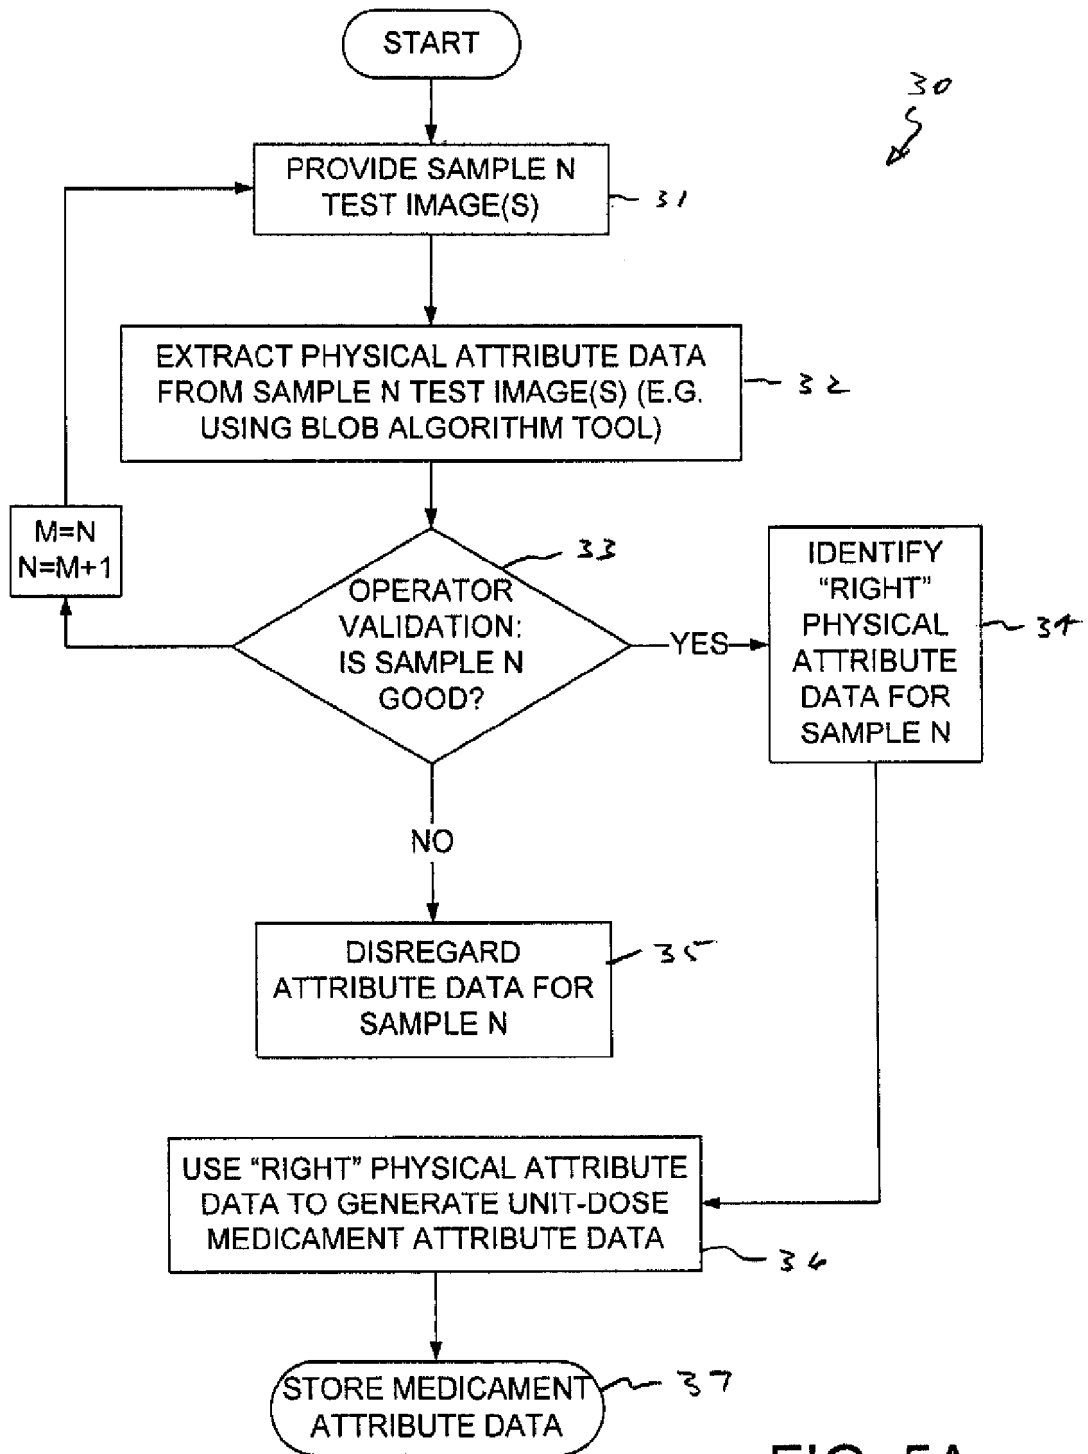 START
30
PROVIDE SAMPLE N
TEST IMAGE(S)
31
EXTRACT PHYSICAL ATTRIBUTE DATA
FROM SAMPLE N TEST IMAGE(S) (E.G.
USING BLOB ALGORITHM TOOL)
32
M=N
N=M+1
33
OPERATOR
VALIDATION:
IS SAMPLE N
GOOD?
YES
IDENTIFY
"RIGHT"
PHYSICAL
ATTRIBUTE
DATA FOR
SAMPLE N
34
NO
DISREGARD
ATTRIBUTE DATA FOR
SAMPLE N
35
USE "RIGHT" PHYSICAL ATTRIBUTE
DATA TO GENERATE UNIT-DOSE
MEDICAMENT ATTRIBUTE DATA
36
STORE MEDICAMENT
ATTRIBUTE DATA
37
FIG. 5A